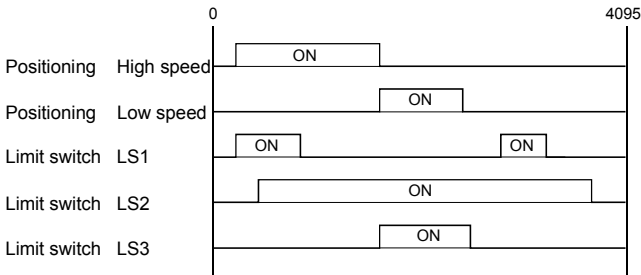 0 4095
Positioning High speed ON
Positioning Low speed ON
Limit switch LS1 ON ON
Limit switch LS2 ON
Limit switch LS3 ON